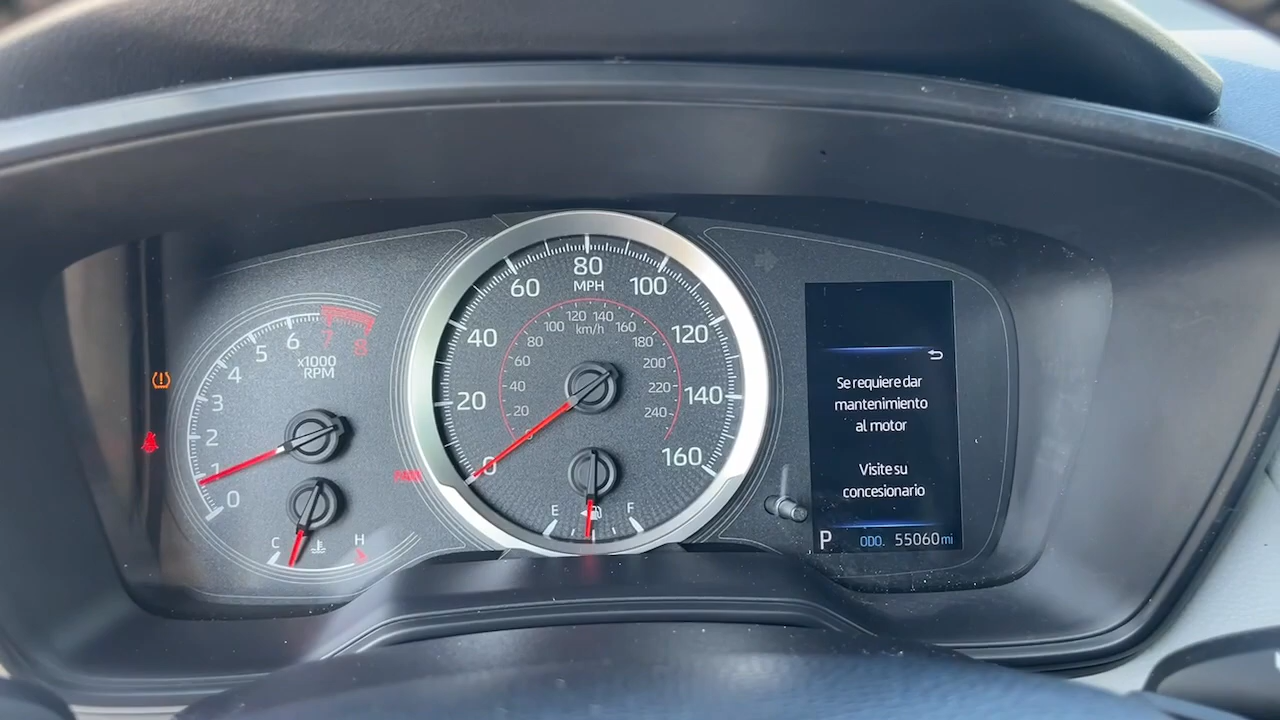 80
MPH
60
100
40
120
20
140
0
160
120 140
km/h
100
160
80
180
60
200
40
220
20
240
E
F
0
1
2
3
4
5
6
7
8
x1000
RPM
C
H
Se requiere dar
mantenimiento
al motor
Visite su
concesionario
P ODO. 55060 mi